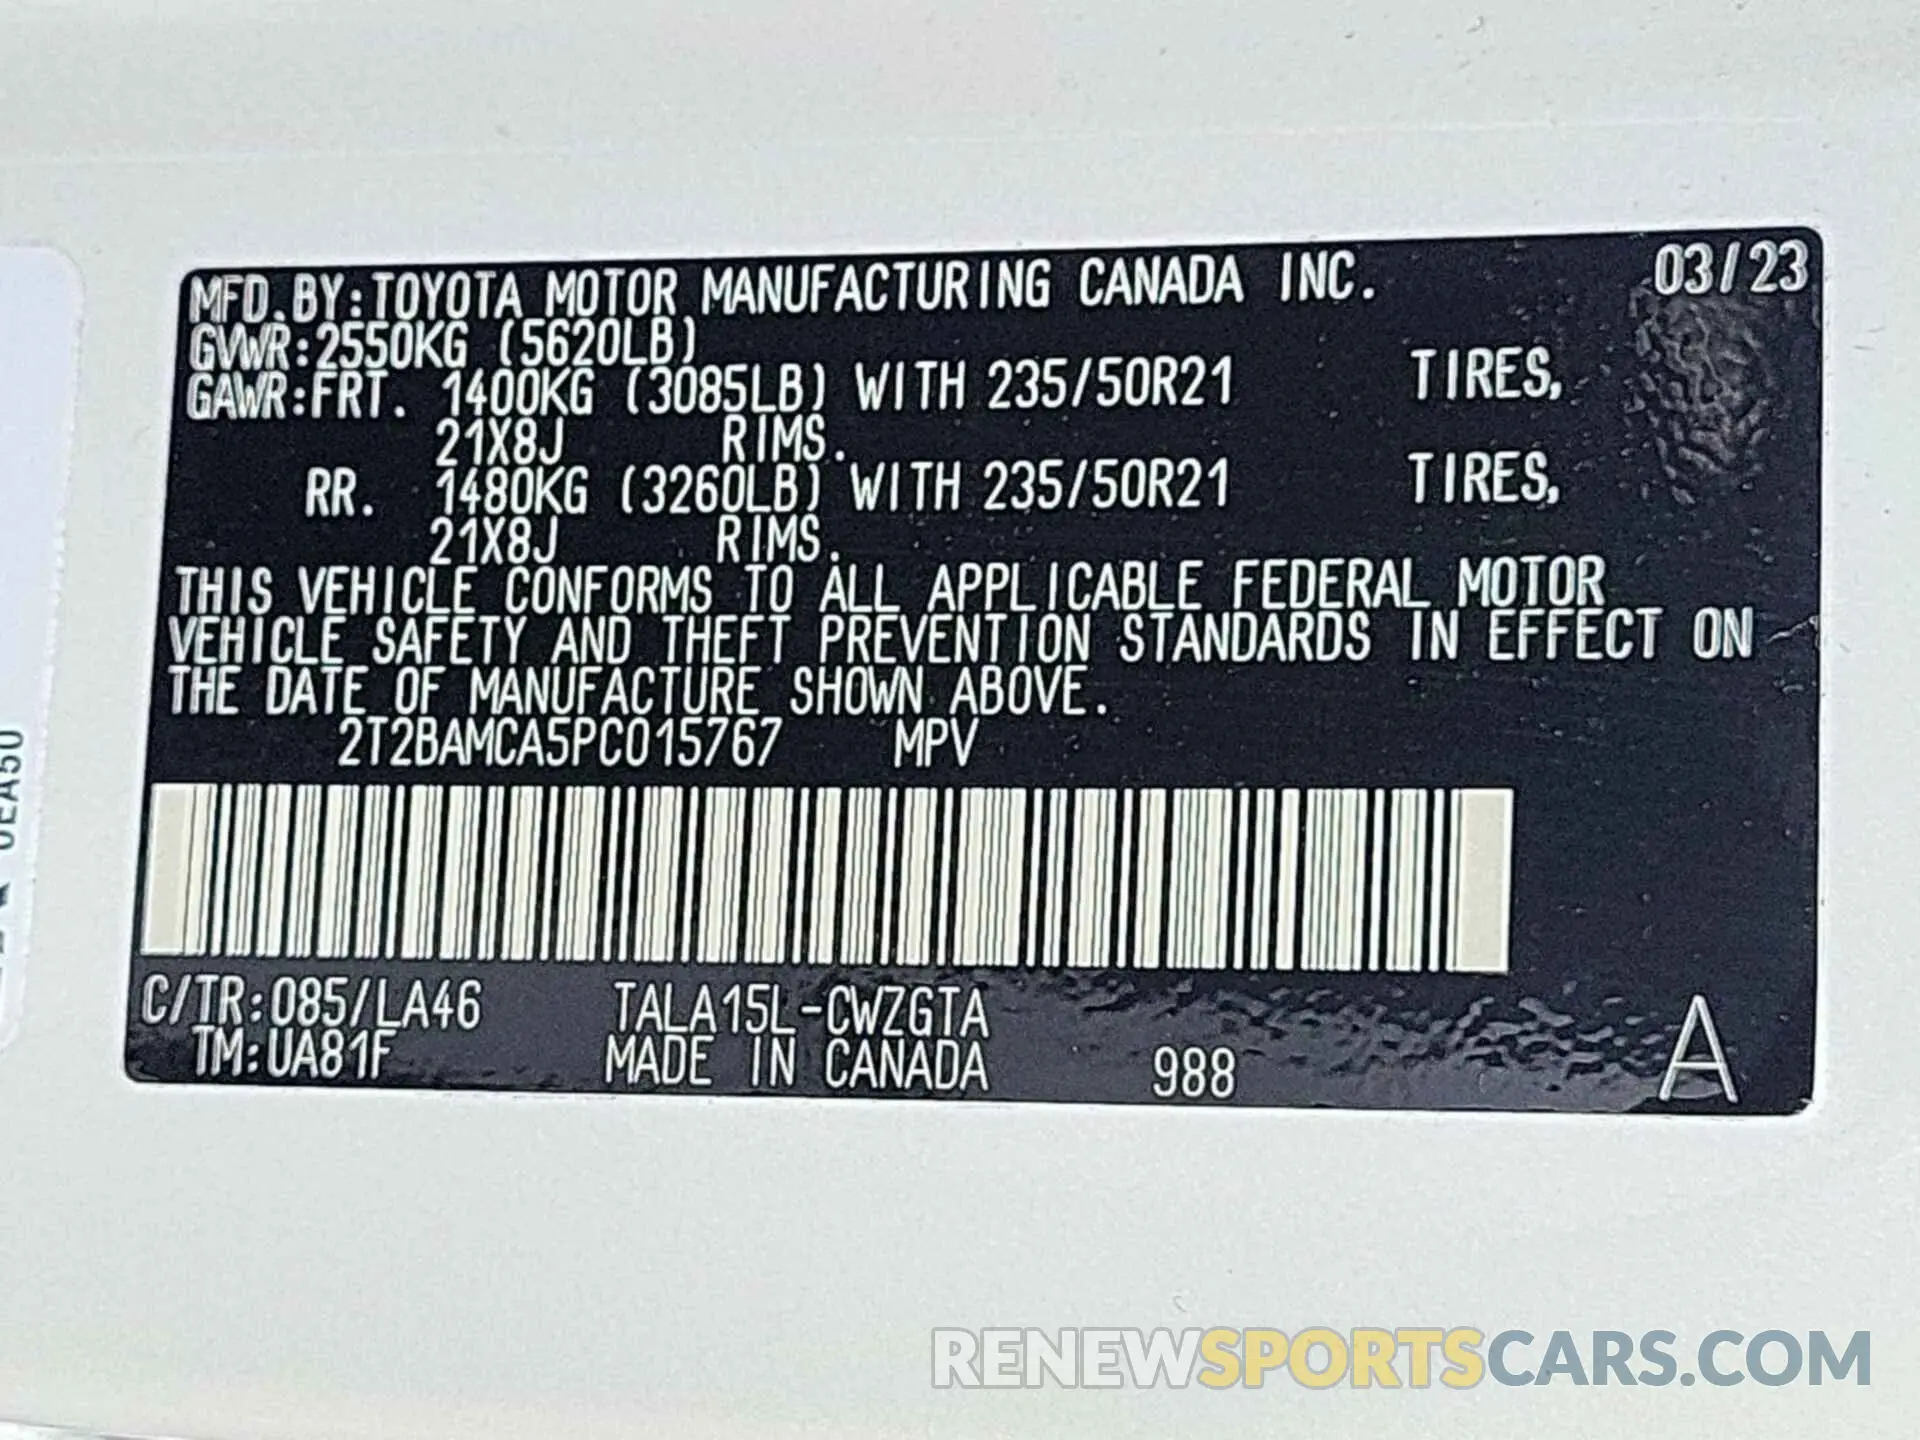 MFD.BY:TOYOTA MOTOR MANUFACTURING CANADA INC. 03/23
GVWR:2550KG (5620LB)
GAWR:FRT. 1400KG (3085LB) WITH 235/50R21 TIRES,
21X8J RIMS.
RR. 1480KG (3260LB) WITH 235/50R21 TIRES,
21X8J RIMS.
THIS VEHICLE CONFORMS TO ALL APPLICABLE FEDERAL MOTOR
VEHICLE SAFETY AND THEFT PREVENTION STANDARDS IN EFFECT ON
THE DATE OF MANUFACTURE SHOWN ABOVE.
2T2BAMCA5PC015767 MPV
C/TR:085/LA46 TALA15L-CWZGTA
TM:UA81F MADE IN CANADA 988 A
0EA50
RENEWSPORTSCARS.COM